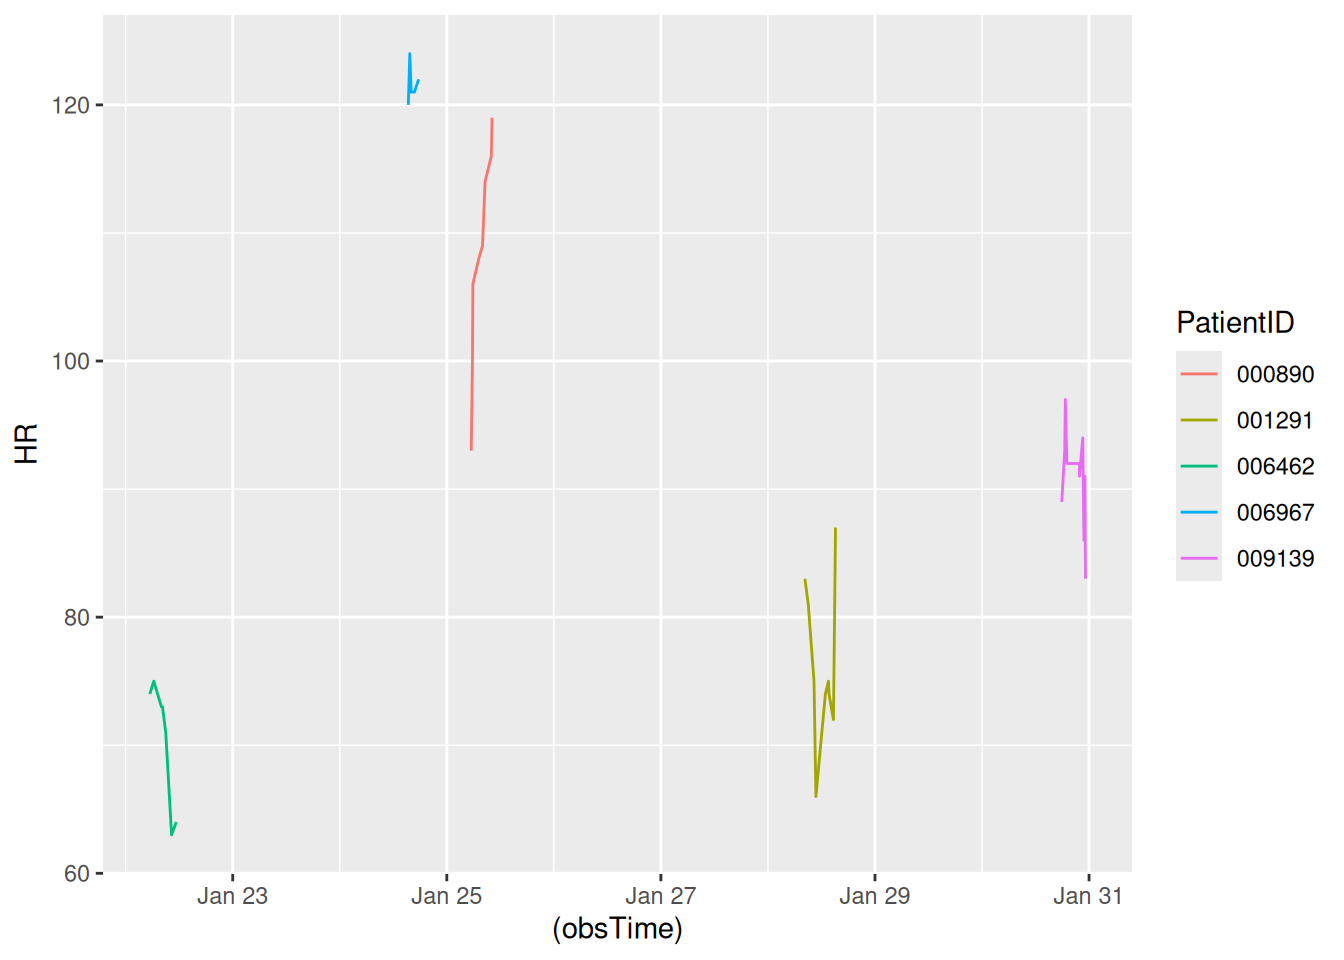 120
100
80
60
HR
Jan 23
Jan 25
Jan 27
Jan 29
Jan 31
(obsTime)
PatientID
000890
001291
006462
006967
009139